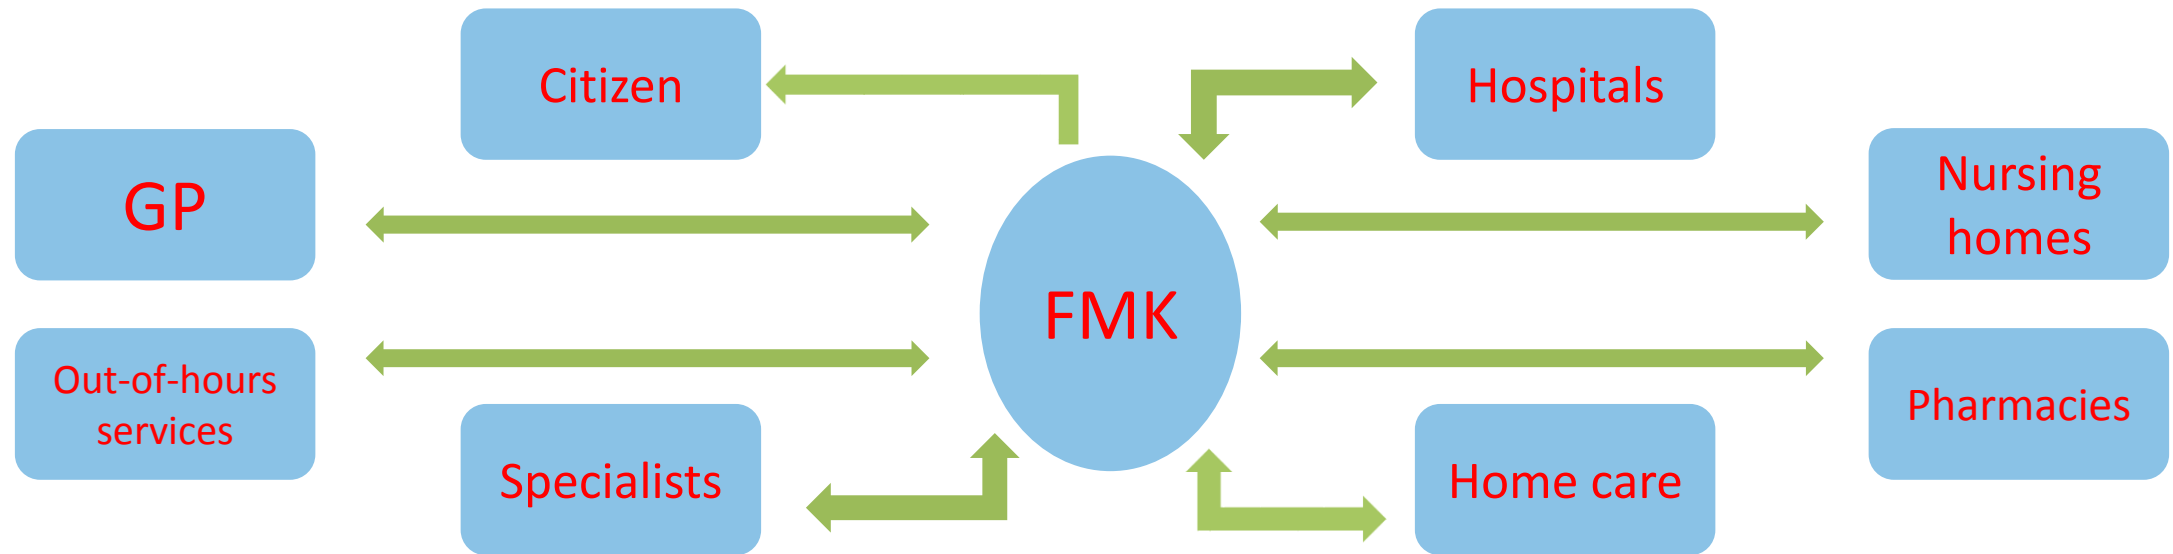 Citizen
Hospitals
GP
Nursing
homes
FMK
Out-of-hours
services
Pharmacies
Specialists
Home care